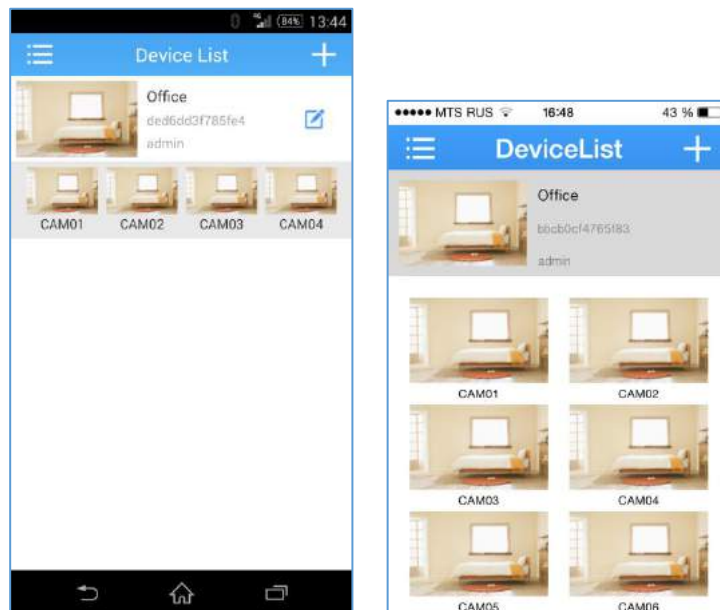 84% 13:44
Device List
Office
ded6dd3f785fe4
admin
CAM01 CAM02 CAM03 CAM04
MTS RUS 16:48 43 %
DeviceList
Office
bbcb0cf4765f83
admin
CAM01 CAM02
CAM03 CAM04
CAM05 CAM06